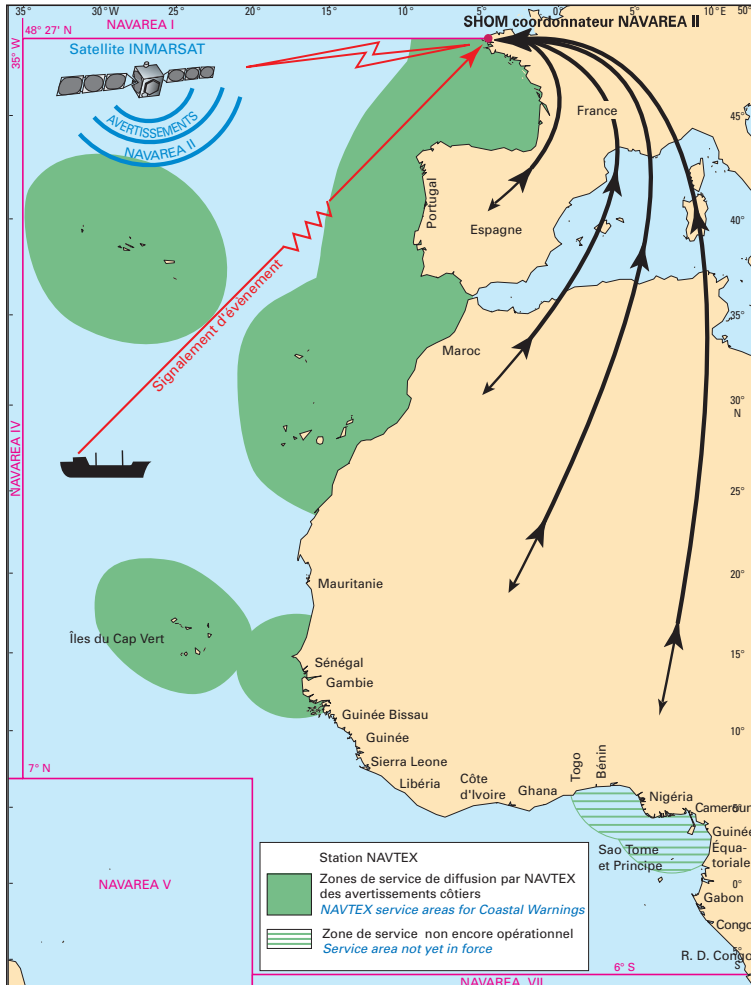 35° 30° 25° 20° 15° 10° 5° 0° 5° 10°E 50°
NAVAREA I
SHOM coordonnateur NAVAREA II
48° 27' N
35° W
Satellite INMARSAT
AVERTISSEMENTS
NAVAREA II
France
45°
Portugal
Espagne
40°
Signalement d'évènement
35°
Maroc
30°
N
NAVAREA IV
25°
20°
Mauritanie
Îles du Cap Vert
15°
Sénégal
Gambie
10°
Guinée Bissau
Guinée
Sierra Leone
7° N
Libéria
Côte
d'Ivoire
Ghana
Togo
Bénin
Nigéria
Cameroun
5°
Guinée
Équa-
toriale
Sao Tome
et Principe
0°
Gabon
Congo
R. D. Congo
5°
S
NAVAREA V
Station NAVTEX
Zones de service de diffusion par NAVTEX
des avertissements côtiers
NAVTEX service areas for Coastal Warnings
Zone de service non encore opérationnel
Service area not yet in force
6° S
NAVAREA VII